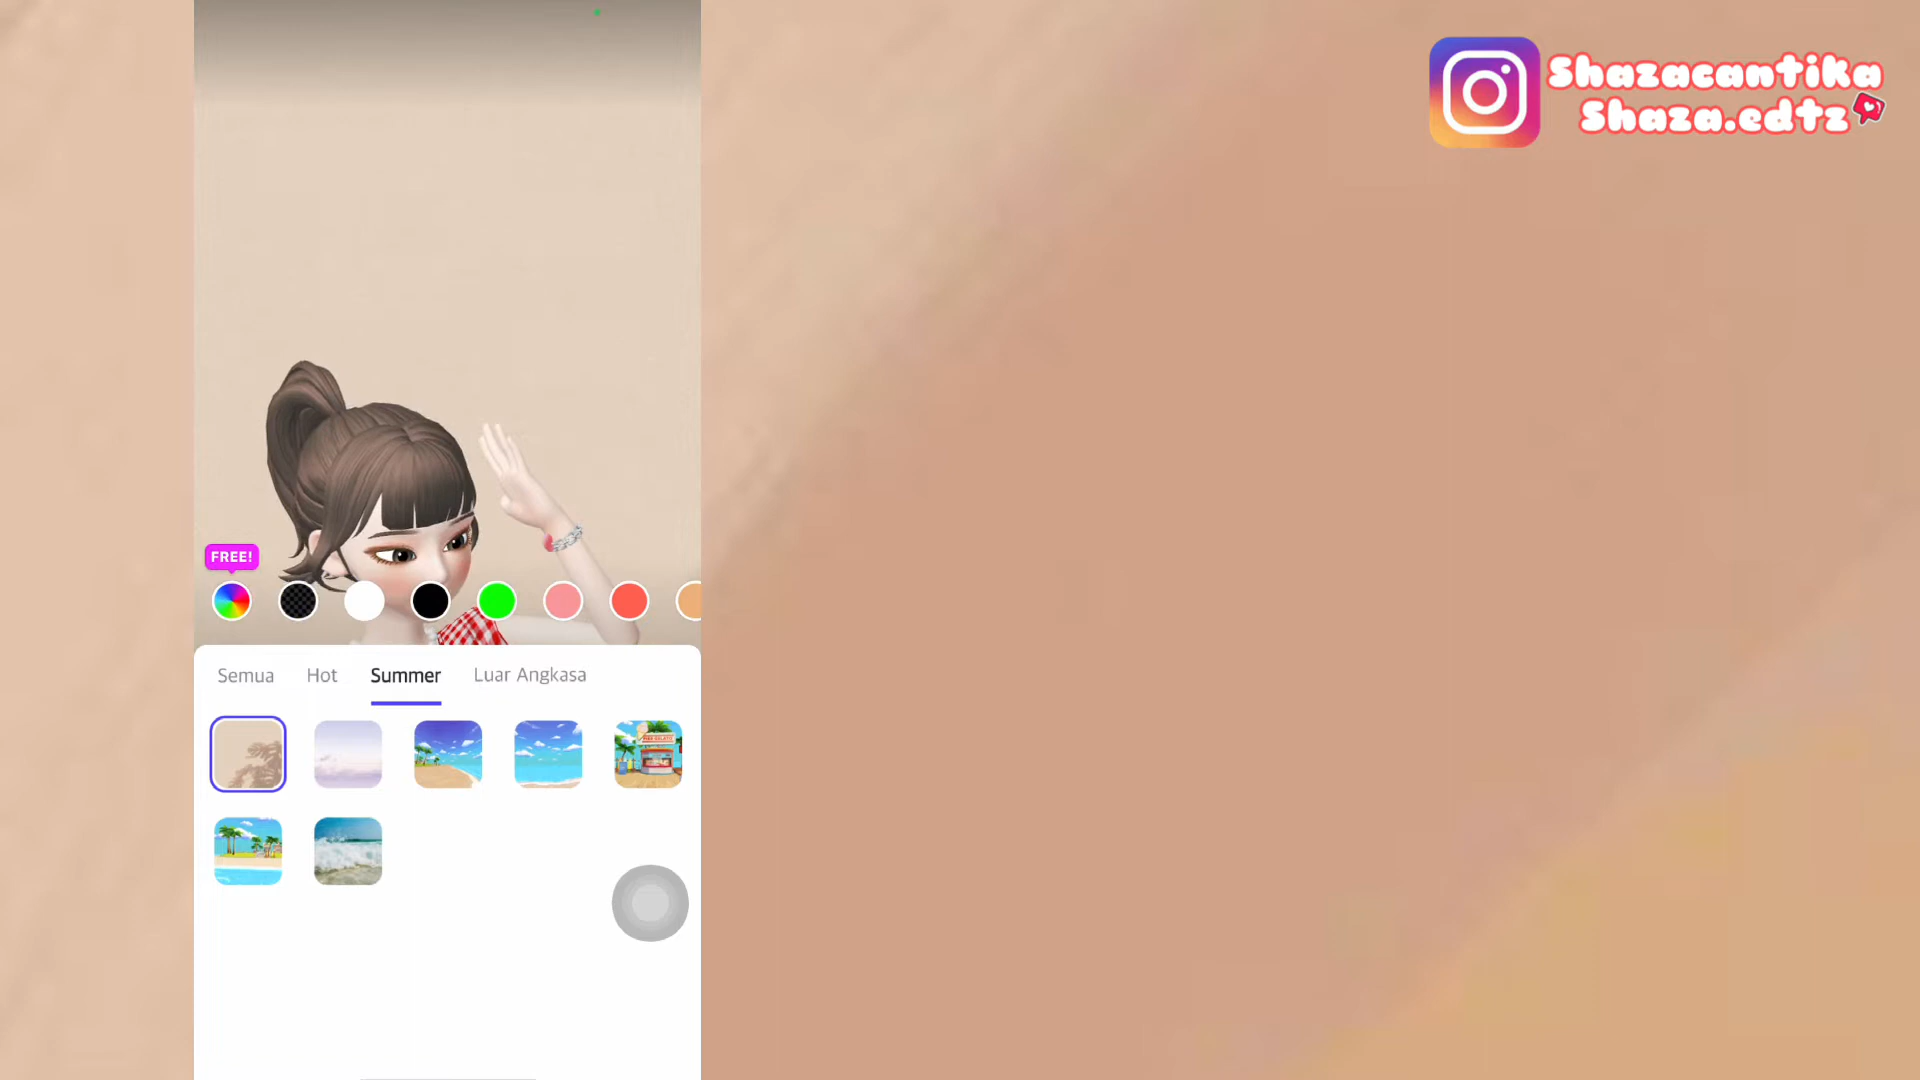 Shazacantika
Shaza.edtz
FREE!
Semua
Hot
Summer
Luar Angkasa